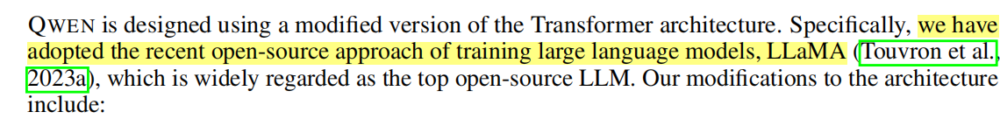 QWEN is designed using a modified version of the Transformer architecture. Specifically, we have
adopted the recent open-source approach of training large language models, LLaMA (Touvron et al.,
2023a), which is widely regarded as the top open-source LLM. Our modifications to the architecture
include: